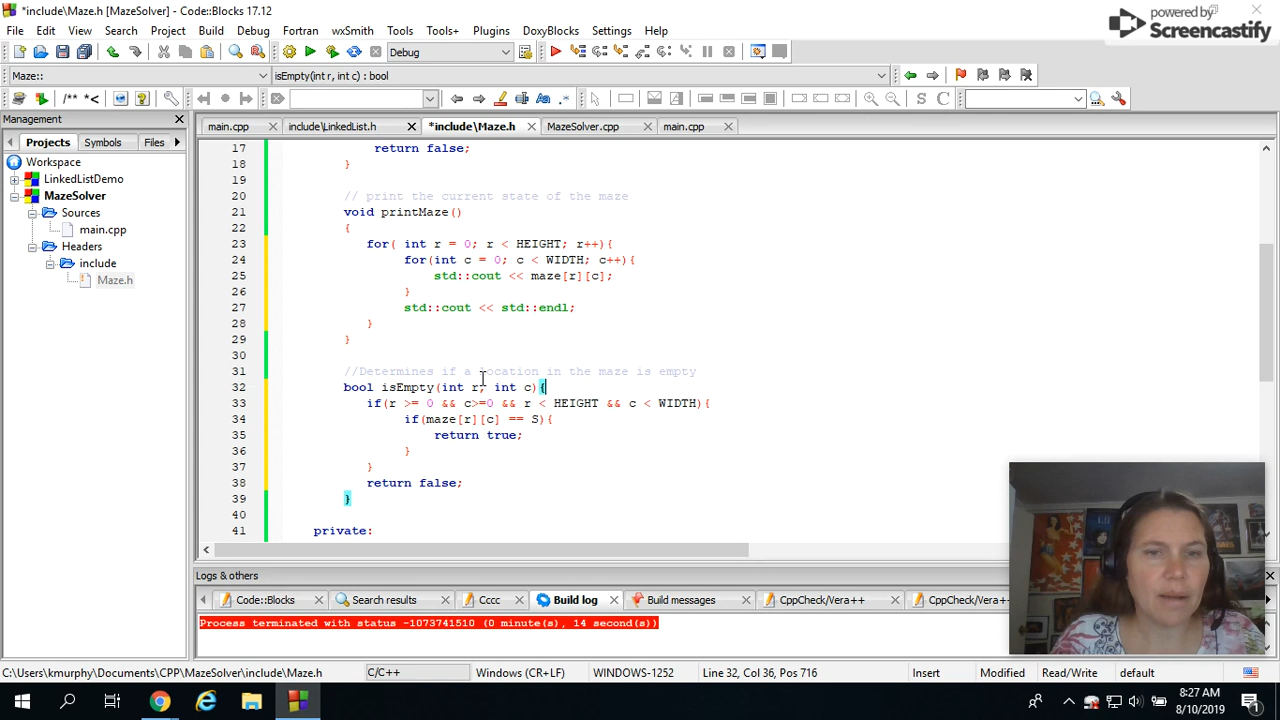 *include\Maze.h [MazeSolver] - Code::Blocks 17.12
powered by
Screencastify
File Edit View Search Project Build Debug Fortran wxSmith Tools Tools+ Plugins DoxyBlocks Settings Help
Debug
Maze:: isEmpty(int r, int c) : bool
/** *< Aa .* S C
Management
Projects Symbols Files
main.cpp include\LinkedList.h *include\Maze.h MazeSolver.cpp main.cpp
Workspace
LinkedListDemo
MazeSolver
Sources
main.cpp
Headers
include
Maze.h
17 return false;
18 }
19
20 // print the current state of the maze
21 void printMaze()
22 {
23 for( int r = 0; r < HEIGHT; r++){
24 for(int c = 0; c < WIDTH; c++){
25 std::cout << maze[r][c];
26 }
27 std::cout << std::endl;
28 }
29 }
30
31 //Determines if a location in the maze is empty
32 bool isEmpty(int r, int c){
33 if(r >= 0 && c>=0 && r < HEIGHT && c < WIDTH){
34 if(maze[r][c] == S){
35 return true;
36 }
37 }
38 return false;
39 }
40
41 private:
Logs & others
Code::Blocks Search results Cccc Build log Build messages CppCheck/Vera++ CppCheck/Vera+
Process terminated with status -1073741510 (0 minute(s), 14 second(s))
C:\Users\kmurphy\Documents\CPP\MazeSolver\include\Maze.h C/C++ Windows (CR+LF) WINDOWS-1252 Line 32, Col 36, Pos 716 Insert Modified Read/Write default
8:27 AM
8/10/2019
1